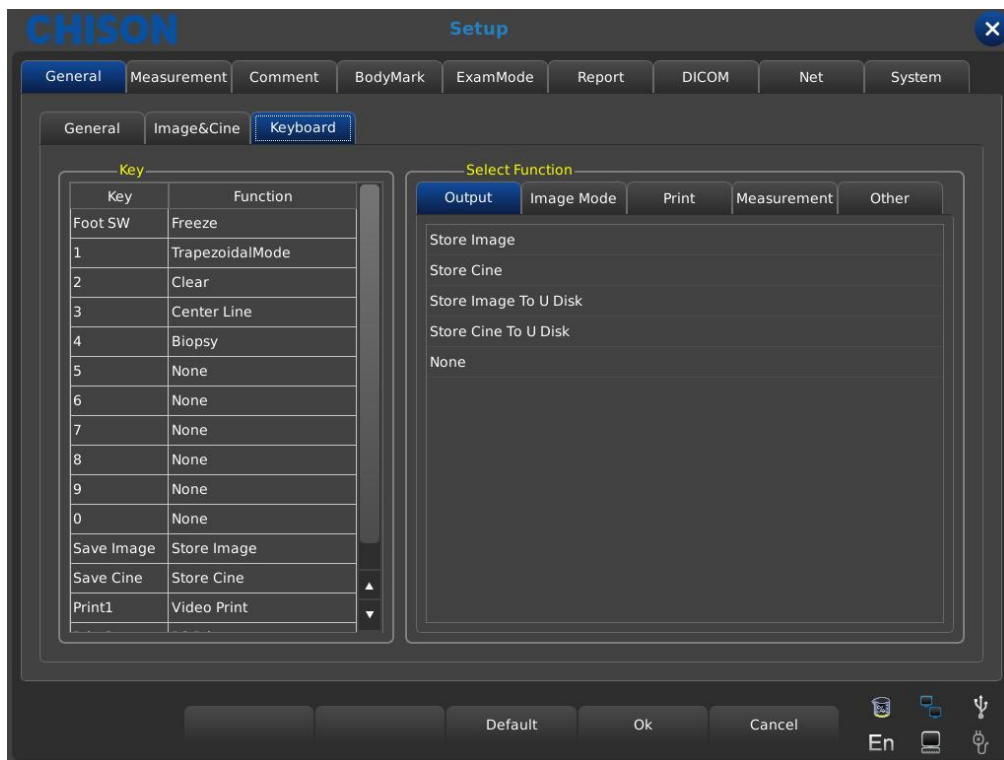 CHISON
Setup
General Measurement Comment BodyMark ExamMode Report DICOM Net System
General Image&Cine Keyboard
Key
Key Function
Foot SW Freeze
1 TrapezoidalMode
2 Clear
3 Center Line
4 Biopsy
5 None
6 None
7 None
8 None
9 None
0 None
Save Image Store Image
Save Cine Store Cine
Print1 Video Print
Select Function
Output Image Mode Print Measurement Other
Store Image
Store Cine
Store Image To U Disk
Store Cine To U Disk
None
Default Ok Cancel
En